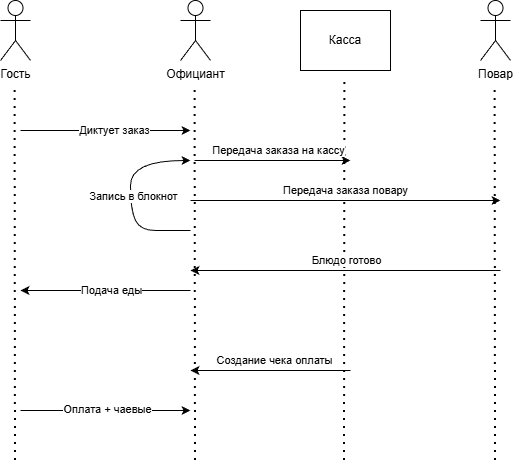 Касса
Гость
Официант
Повар
Диктует заказ
Передача заказа на кассу
Запись в блокнот
Передача заказа повару
Блюдо готово
Подача еды
Создание чека оплаты
Оплата + чаевые